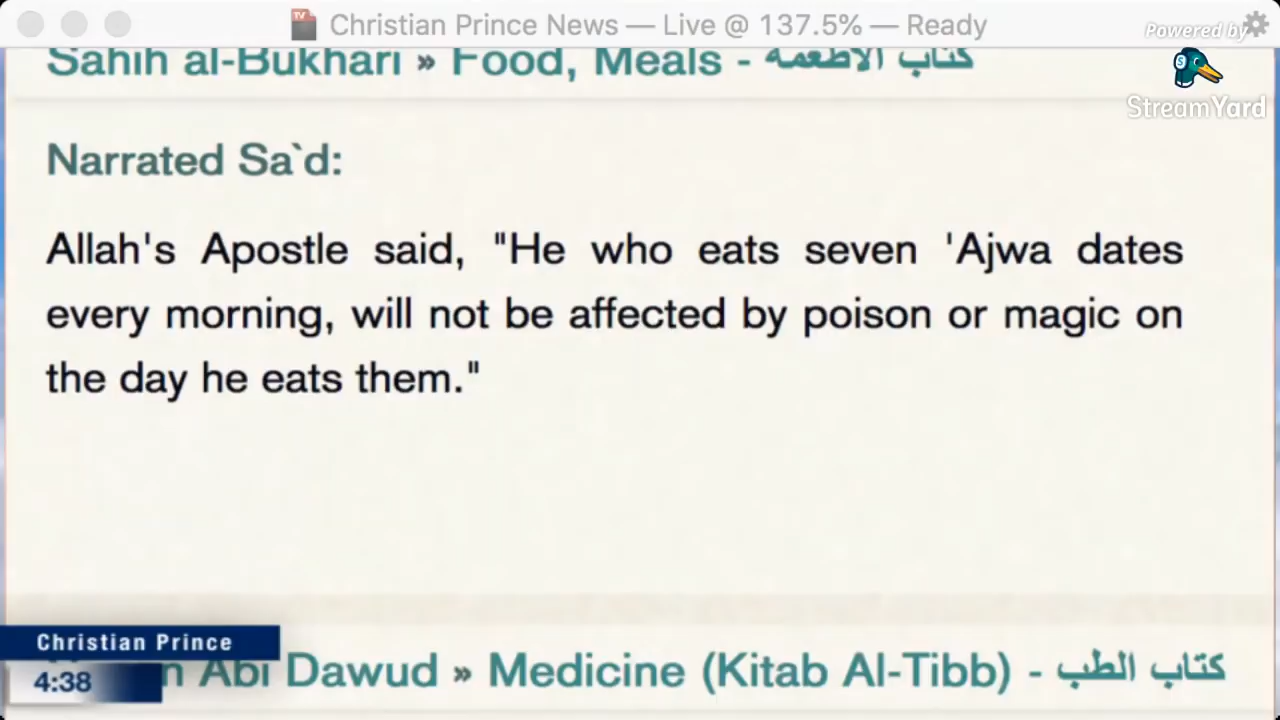 Christian Prince News — Live @ 137.5% — Ready
Powered by
StreamYard
Sahih al-Bukhari » Food, Meals - كتاب الأطعمة
Narrated Sa`d:
Allah's Apostle said, "He who eats seven 'Ajwa dates
every morning, will not be affected by poison or magic on
the day he eats them."
Christian Prince
4:38
Abi Dawud » Medicine (Kitab Al-Tibb) - كتاب الطب